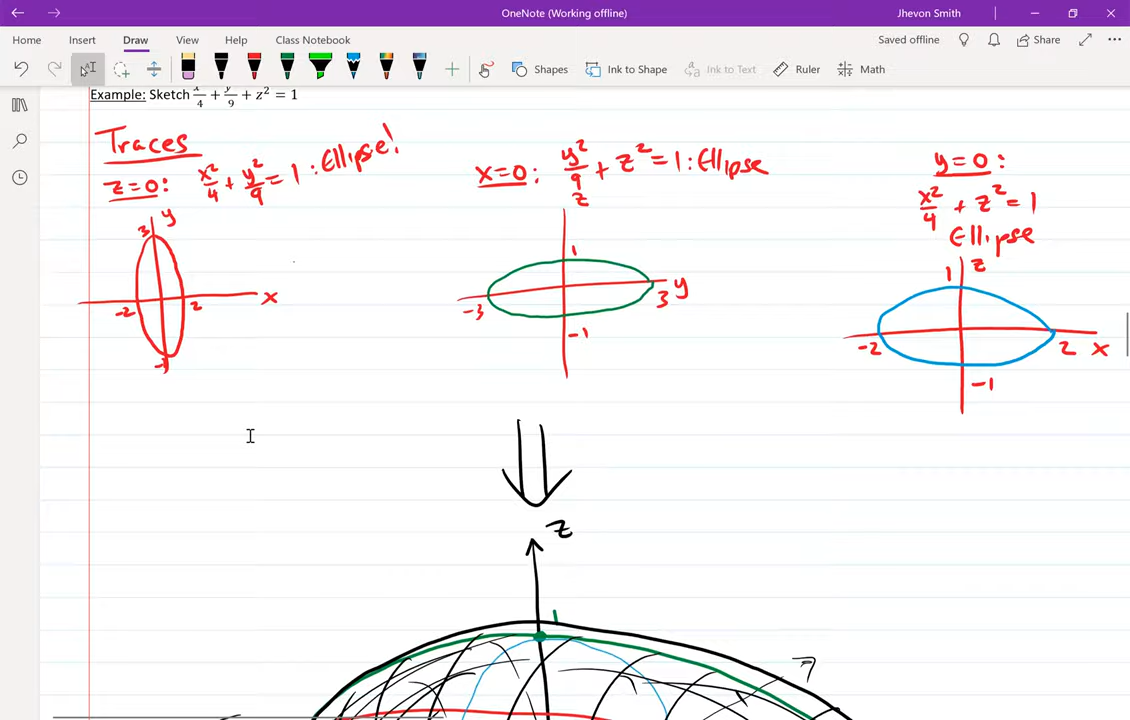 OneNote (Working offline)
Jhevon Smith
Home Insert Draw View Help Class Notebook
Saved offline
Share
Shapes
Ink to Shape
Ink to Text
Ruler
Math
Example: Sketch x²/4 + y²/9 + z² = 1
Traces
z=0: x²/4 + y²/9 = 1 : Ellipse!
y
3
-2
2
x
x=0: y²/9 + z² = 1 : Ellipse
z
1
-3
3
y
-1
y=0:
x²/4 + z² = 1
Ellipse
1
z
-2
2
x
-1
z
1